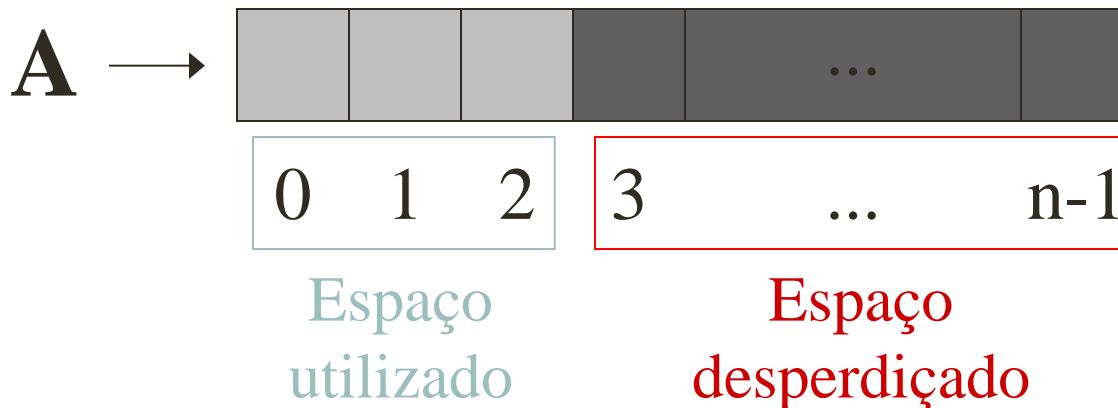 A
...
0 1 2 3 ... n-1
Espaço Espaço
utilizado desperdiçado